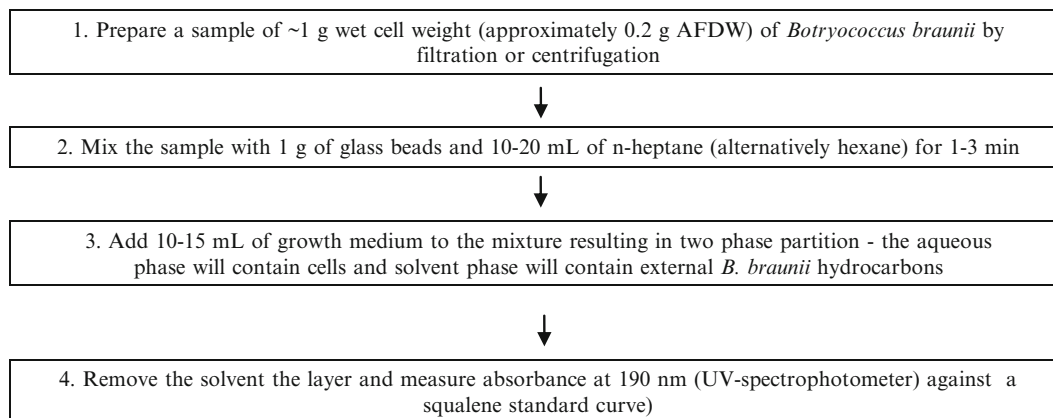 1. Prepare a sample of ~1 g wet cell weight (approximately 0.2 g AFDW) of Botryococcus braunii by
filtration or centrifugation
2. Mix the sample with 1 g of glass beads and 10-20 mL of n-heptane (alternatively hexane) for 1-3 min
3. Add 10-15 mL of growth medium to the mixture resulting in two phase partition - the aqueous
phase will contain cells and solvent phase will contain external B. braunii hydrocarbons
4. Remove the solvent the layer and measure absorbance at 190 nm (UV-spectrophotometer) against a
squalene standard curve)